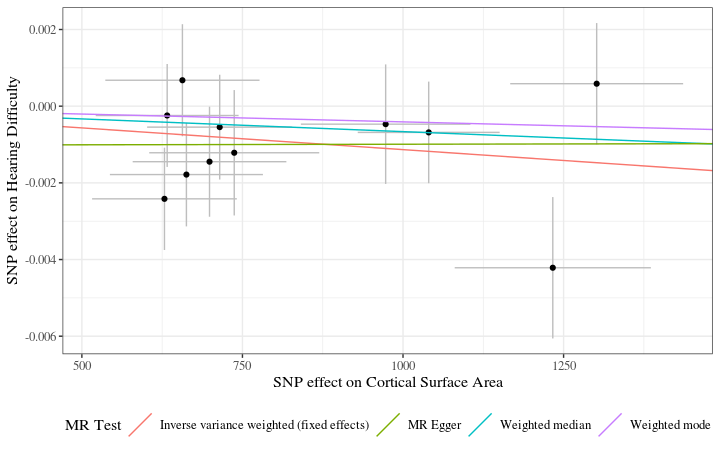 0.002
0.000
-0.002
-0.004
-0.006
SNP effect on Hearing Difficulty
500
750
1000
1250
SNP effect on Cortical Surface Area
MR Test
Inverse variance weighted (fixed effects)
MR Egger
Weighted median
Weighted mode